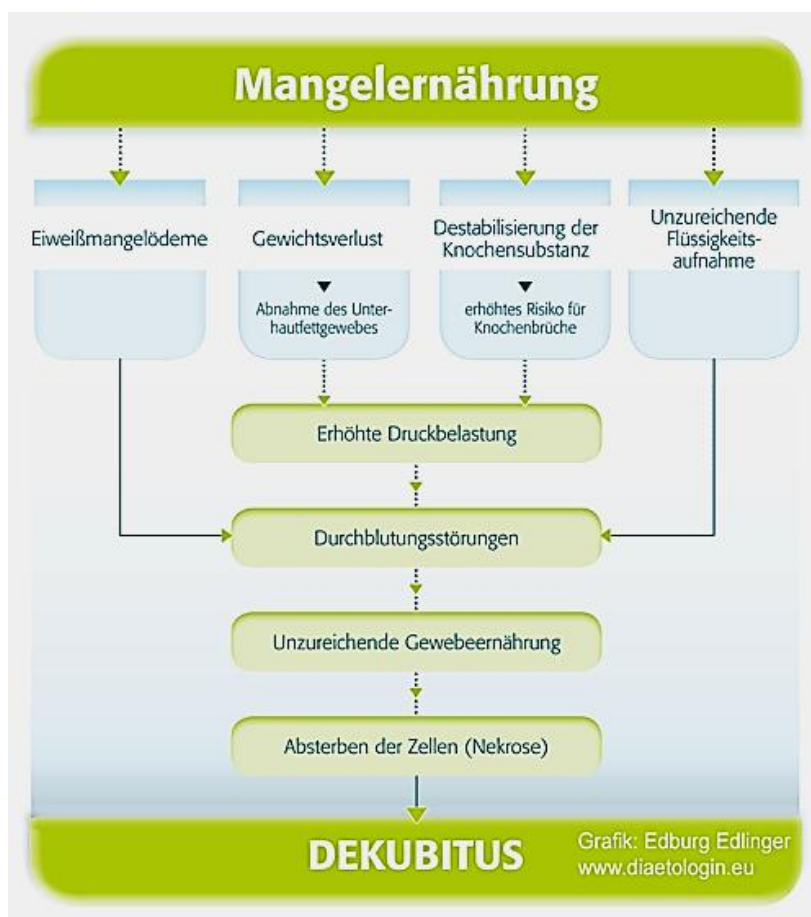 Mangelernährung
Eiweißmangelödeme
Gewichtsverlust
Abnahme des Unter-
hautfettgewebes
Destabilisierung der
Knochensubstanz
erhöhtes Risiko für
Knochenbrüche
Unzureichende
Flüssigkeits-
aufnahme
Erhöhte Druckbelastung
Durchblutungsstörungen
Unzureichende Gewebeernährung
Absterben der Zellen (Nekrose)
DEKUBITUS
Grafik: Edburg Edlinger
www.diaetologin.eu